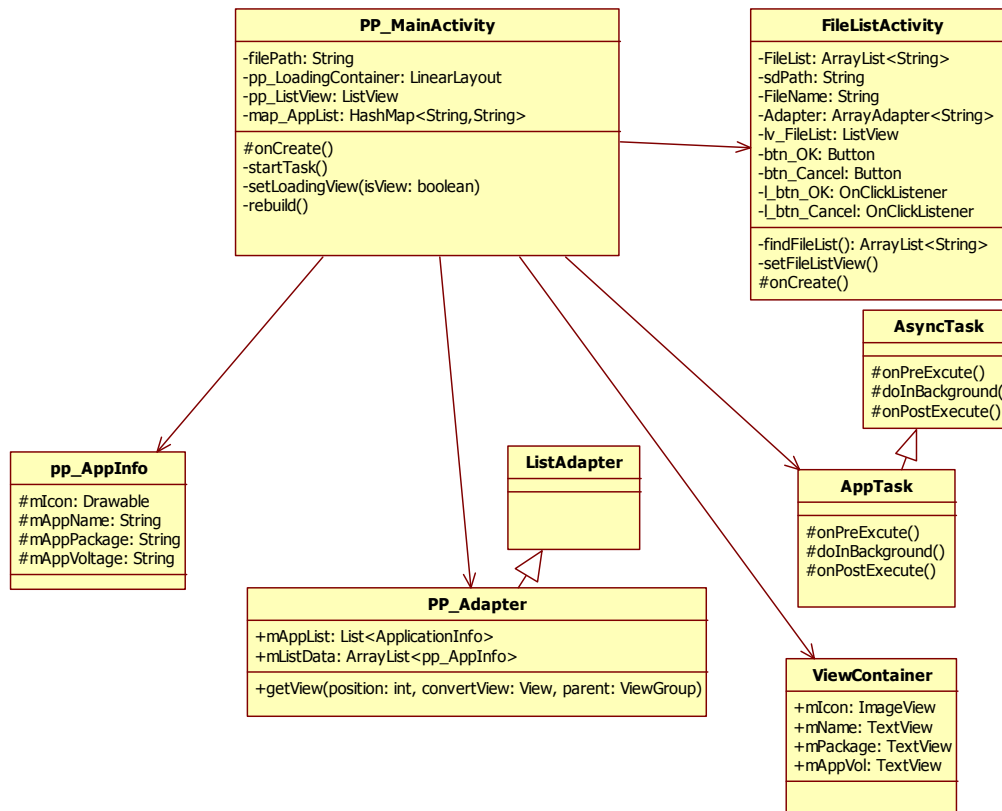 PP_MainActivity
-filePath: String
-pp_LoadingContainer: LinearLayout
-pp_ListView: ListView
-map_AppList: HashMap<String,String>
#onCreate()
-startTask()
-setLoadingView(isView: boolean)
-rebuild()
FileListActivity
-FileList: ArrayList<String>
-sdPath: String
-FileName: String
-Adapter: ArrayAdapter<String>
-lv_FileList: ListView
-btn_OK: Button
-btn_Cancel: Button
-l_btn_OK: OnClickListener
-l_btn_Cancel: OnClickListener
-findFileList(): ArrayList<String>
-setFileListView()
#onCreate()
AsyncTask
#onPreExcute()
#doInBackground(
#onPostExecute()
pp_AppInfo
#mIcon: Drawable
#mAppName: String
#mAppPackage: String
#mAppVoltage: String
ListAdapter
AppTask
#onPreExcute()
#doInBackground()
#onPostExecute()
PP_Adapter
+mAppList: List<ApplicationInfo>
+mListData: ArrayList<pp_AppInfo>
+getView(position: int, convertView: View, parent: ViewGroup)
ViewContainer
+mIcon: ImageView
+mName: TextView
+mPackage: TextView
+mAppVol: TextView